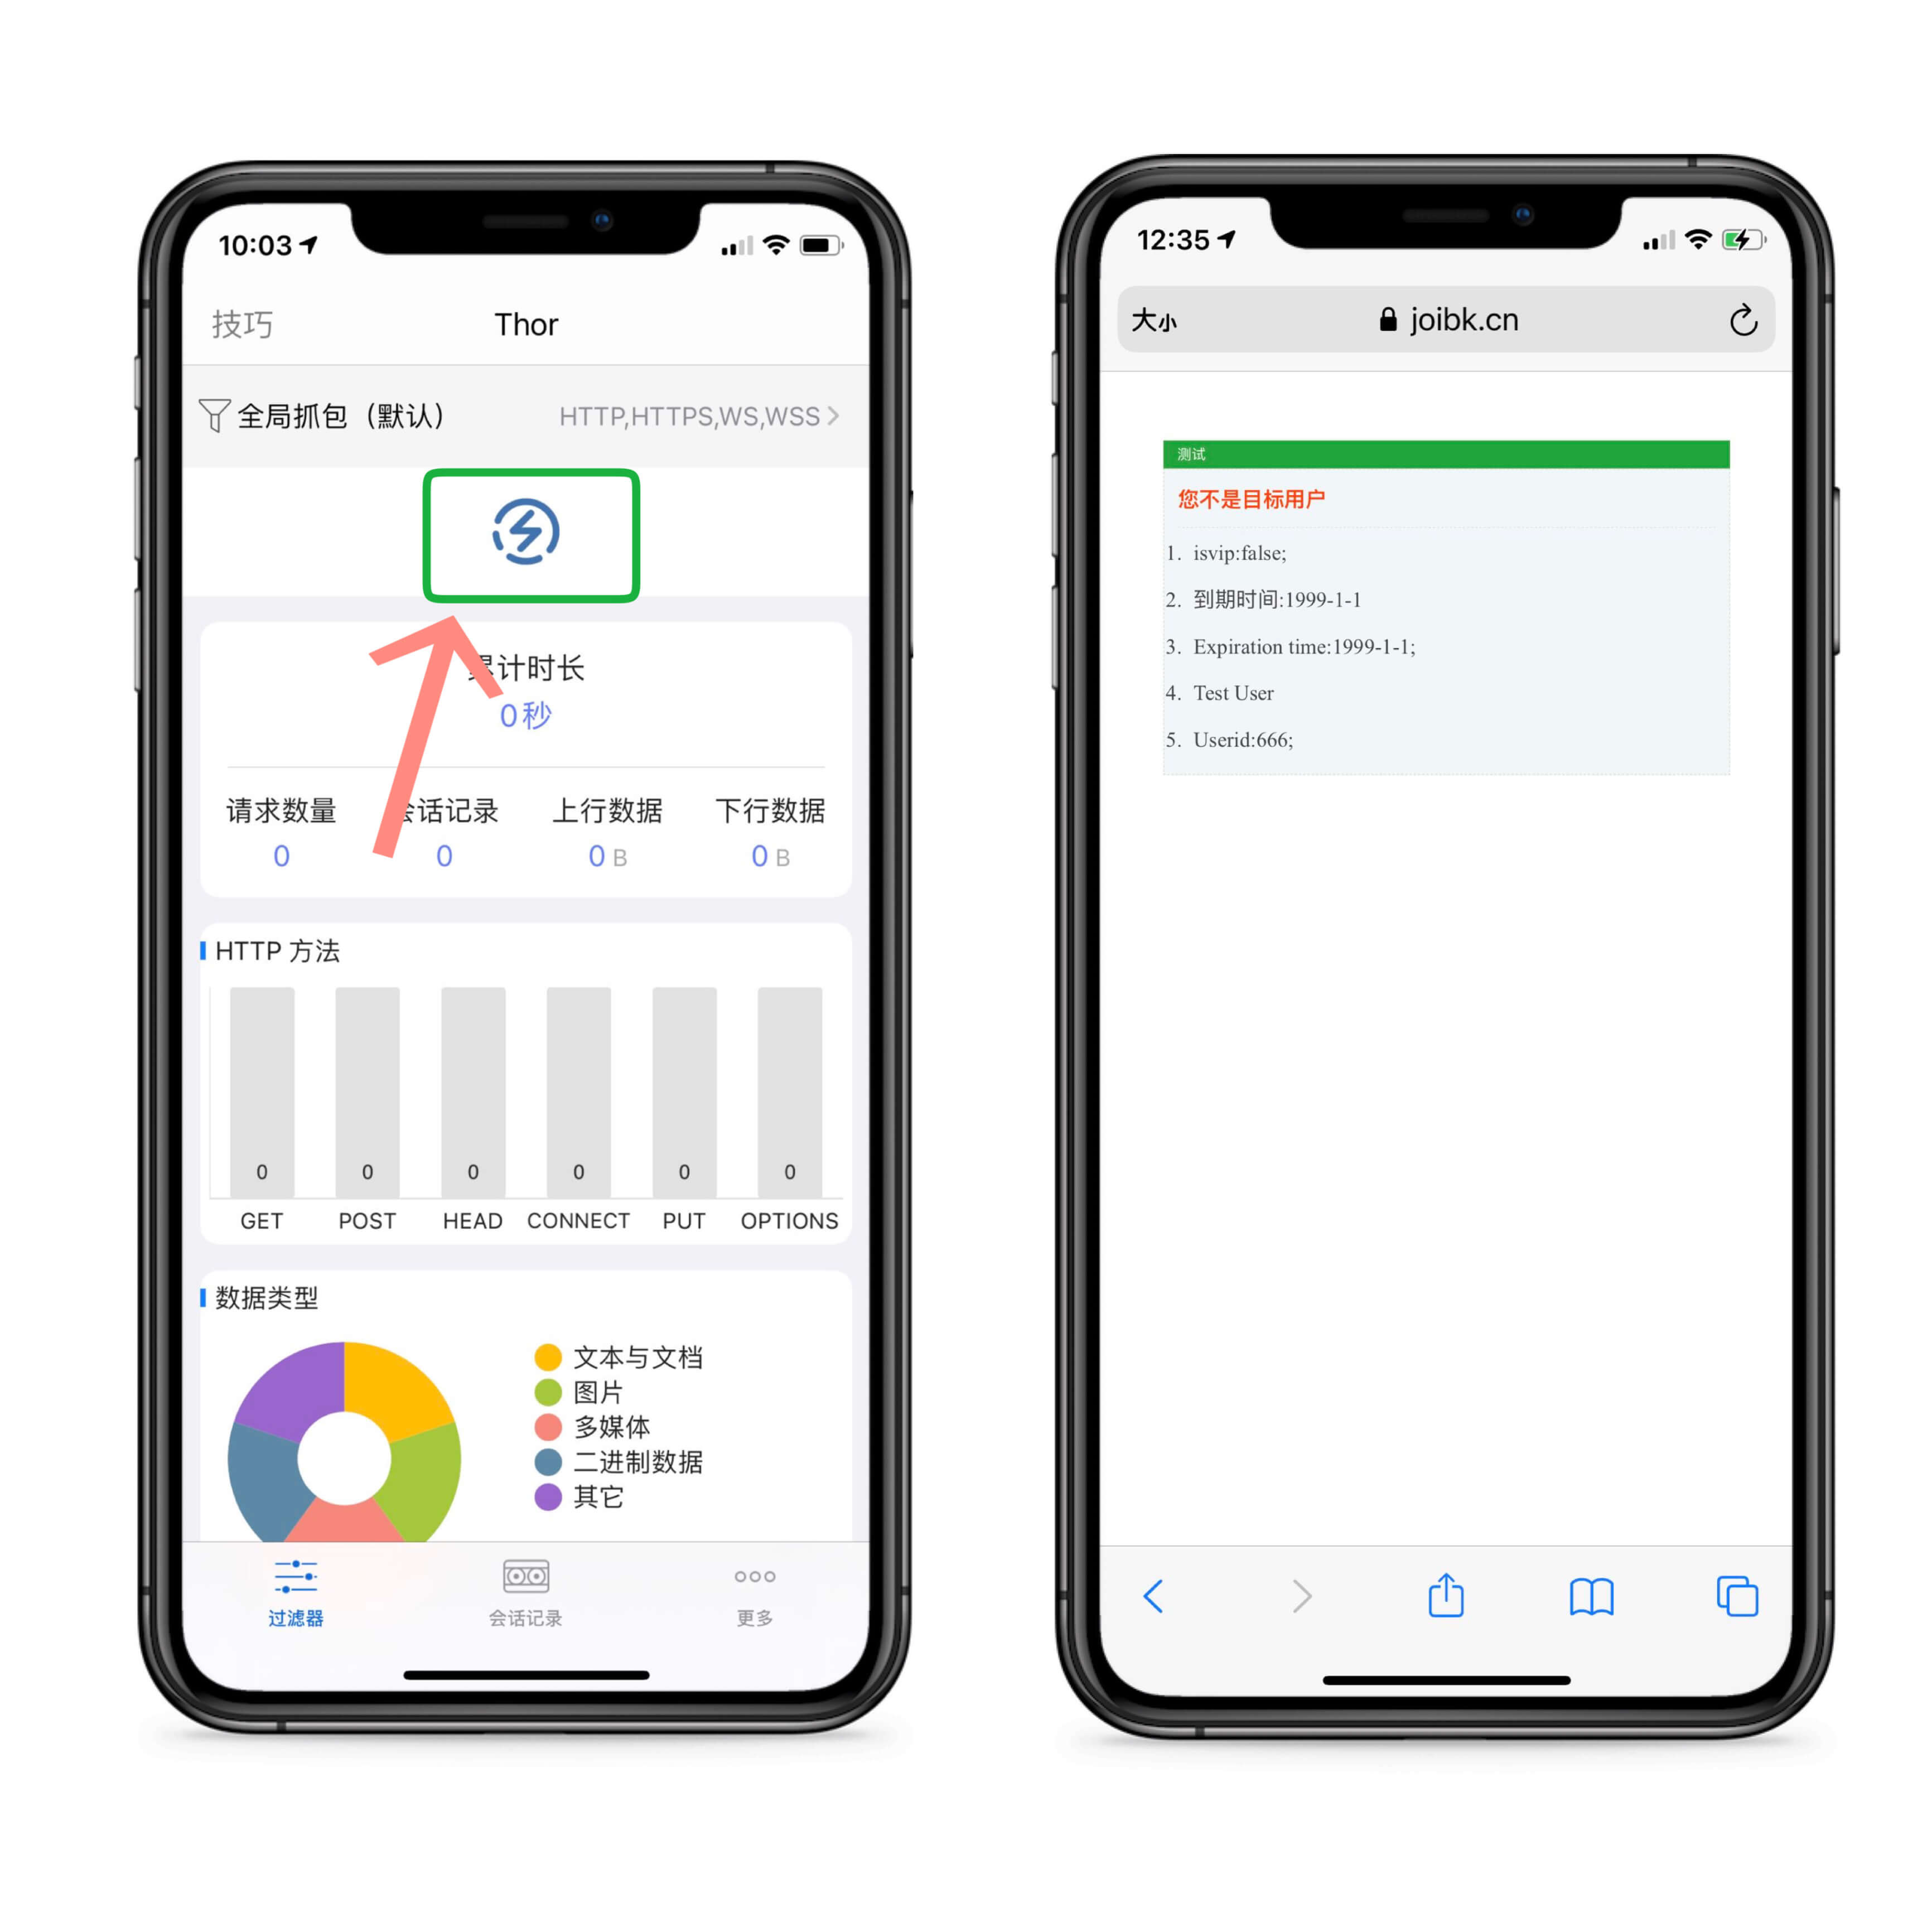 10:03
技巧
Thor
全局抓包（默认）
HTTP,HTTPS,WS,WSS
计时长
0秒
请求数量
话记录
上行数据
下行数据
0
0
0 B
0 B
HTTP 方法
0
0
0
0
0
0
GET
POST
HEAD
CONNECT
PUT
OPTIONS
数据类型
文本与文档
图片
多媒体
二进制数据
其它
过滤器
会话记录
更多
12:35
大小
joibk.cn
测试
您不是目标用户
1. isvip:false;
2. 到期时间:1999-1-1
3. Expiration time:1999-1-1;
4. Test User
5. Userid:666;